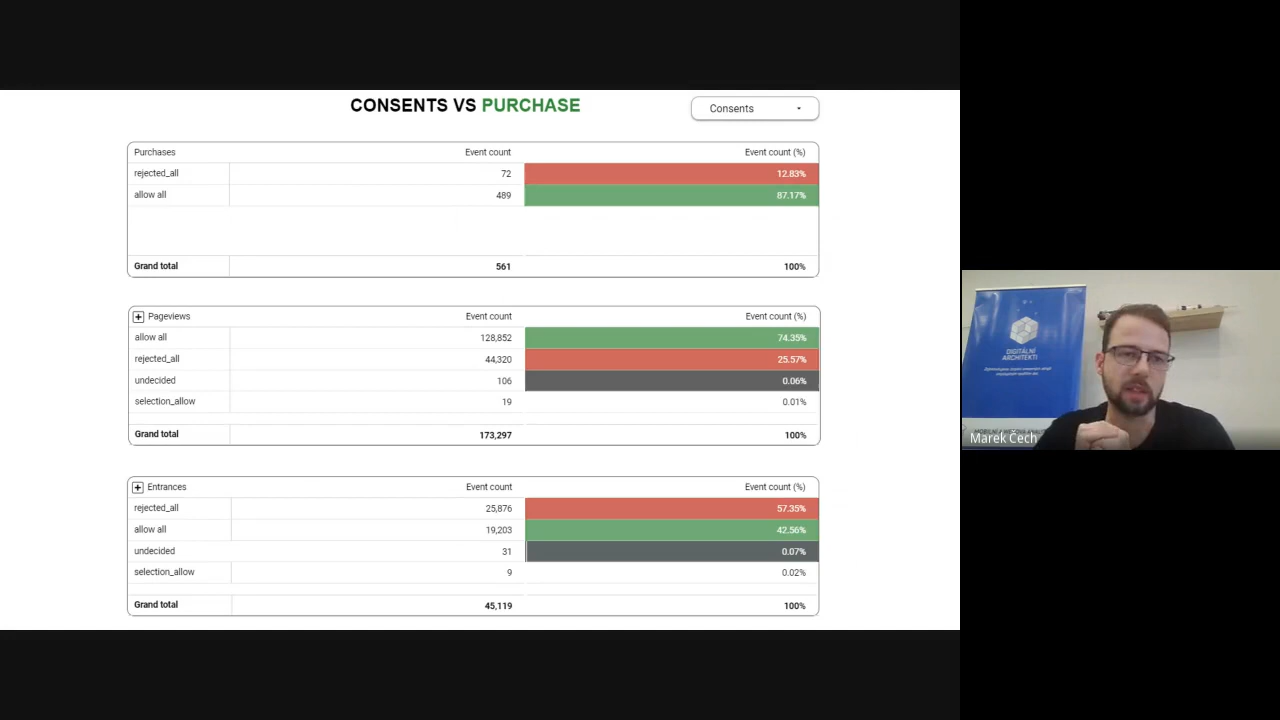 CONSENTS VS PURCHASE
Consents
Purchases Event count Event count (%)
rejected_all 72 12.83%
allow all 489 87.17%
Grand total 561 100%
Pageviews Event count Event count (%)
allow all 128,852 74.35%
rejected_all 44,320 25.57%
undecided 106 0.06%
selection_allow 19 0.01%
Grand total 173,297 100%
Entrances Event count Event count (%)
rejected_all 25,876 57.35%
allow all 19,203 42.56%
undecided 31 0.07%
selection_allow 9 0.02%
Grand total 45,119 100%
DIGITÁLNÍ
ARCHITEKTI
Marek Čech